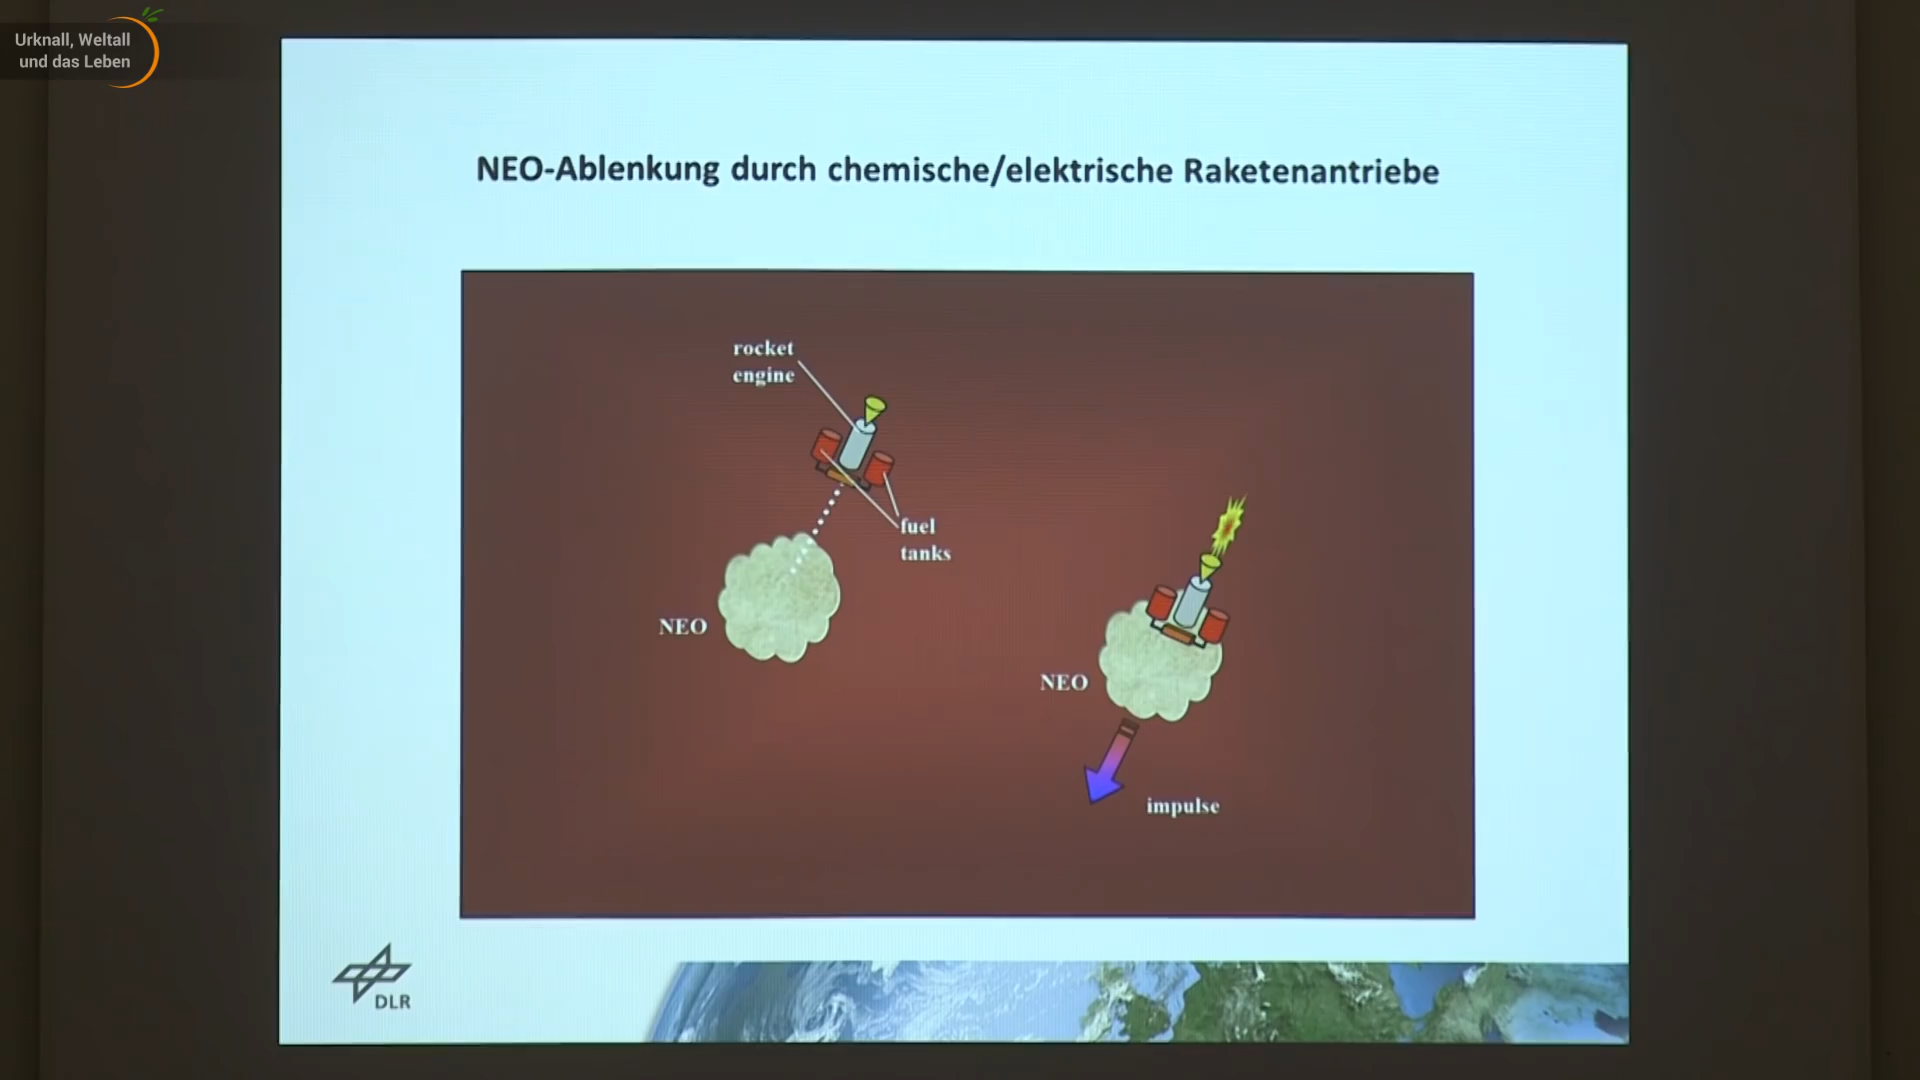 Urknall, Weltall
und das Leben
NEO-Ablenkung durch chemische/elektrische Raketenantriebe
rocket
engine
fuel
tanks
NEO
NEO
impulse
DLR